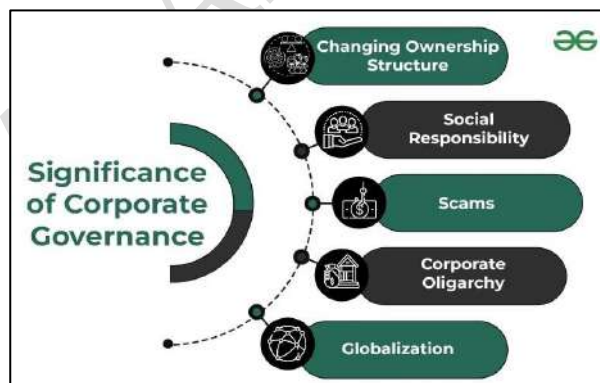 Significance
of Corporate
Governance
Changing Ownership
Structure
Social
Responsibility
Scams
Corporate
Oligarchy
Globalization